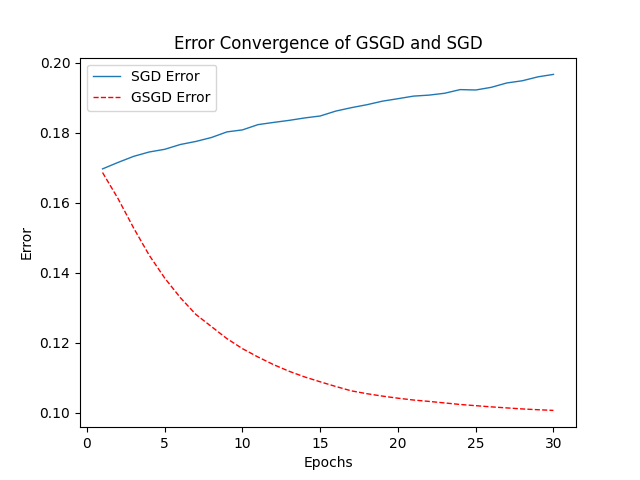 Error Convergence of GSGD and SGD
SGD Error
GSGD Error
Error
0.20
0.18
0.16
0.14
0.12
0.10
0
5
10
15
20
25
30
Epochs